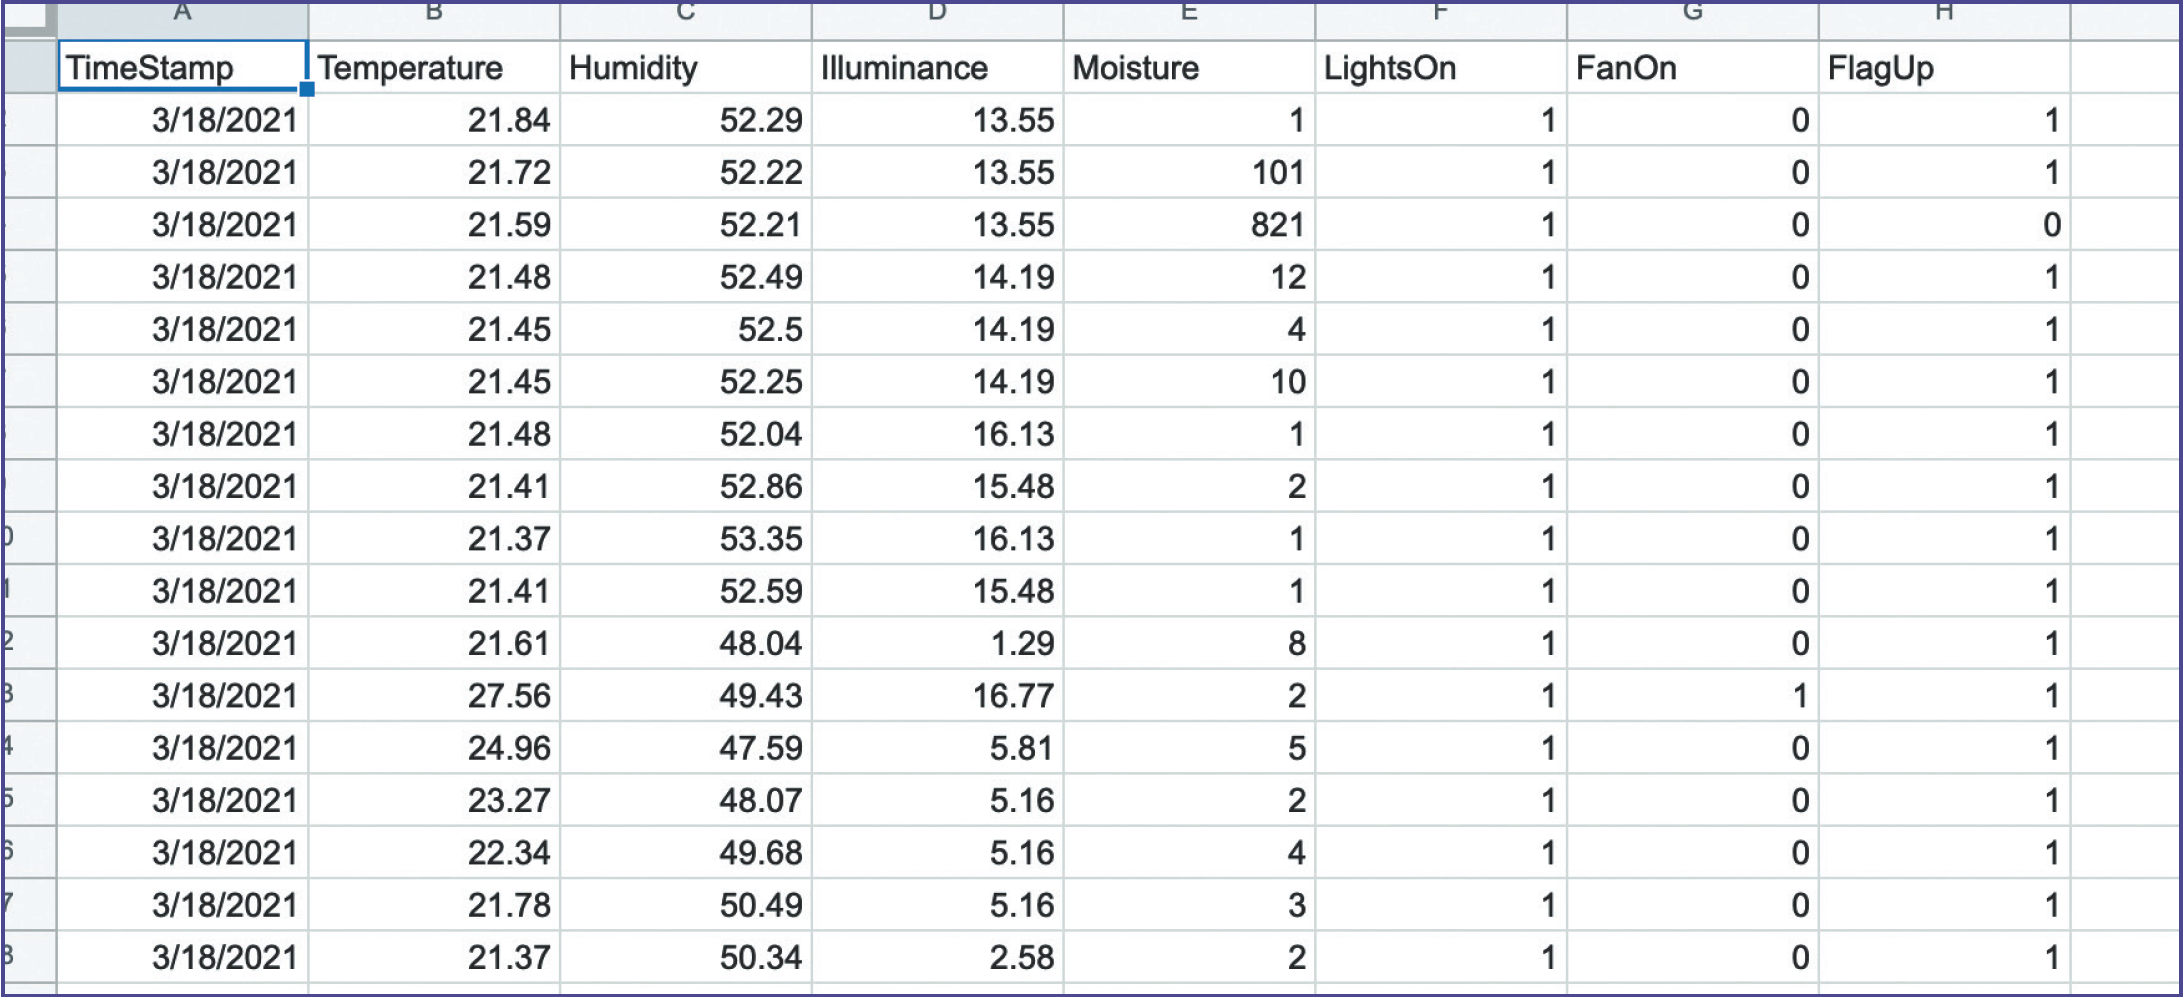 A B C D E F G H
TimeStamp Temperature Humidity Illuminance Moisture LightsOn FanOn FlagUp
3/18/2021 21.84 52.29 13.55 1 1 0 1
3/18/2021 21.72 52.22 13.55 101 1 0 1
3/18/2021 21.59 52.21 13.55 821 1 0 0
3/18/2021 21.48 52.49 14.19 12 1 0 1
3/18/2021 21.45 52.5 14.19 4 1 0 1
3/18/2021 21.45 52.25 14.19 10 1 0 1
3/18/2021 21.48 52.04 16.13 1 1 0 1
3/18/2021 21.41 52.86 15.48 2 1 0 1
0 3/18/2021 21.37 53.35 16.13 1 1 0 1
1 3/18/2021 21.41 52.59 15.48 1 1 0 1
2 3/18/2021 21.61 48.04 1.29 8 1 0 1
3 3/18/2021 27.56 49.43 16.77 2 1 1 1
4 3/18/2021 24.96 47.59 5.81 5 1 0 1
5 3/18/2021 23.27 48.07 5.16 2 1 0 1
6 3/18/2021 22.34 49.68 5.16 4 1 0 1
7 3/18/2021 21.78 50.49 5.16 3 1 0 1
8 3/18/2021 21.37 50.34 2.58 2 1 0 1